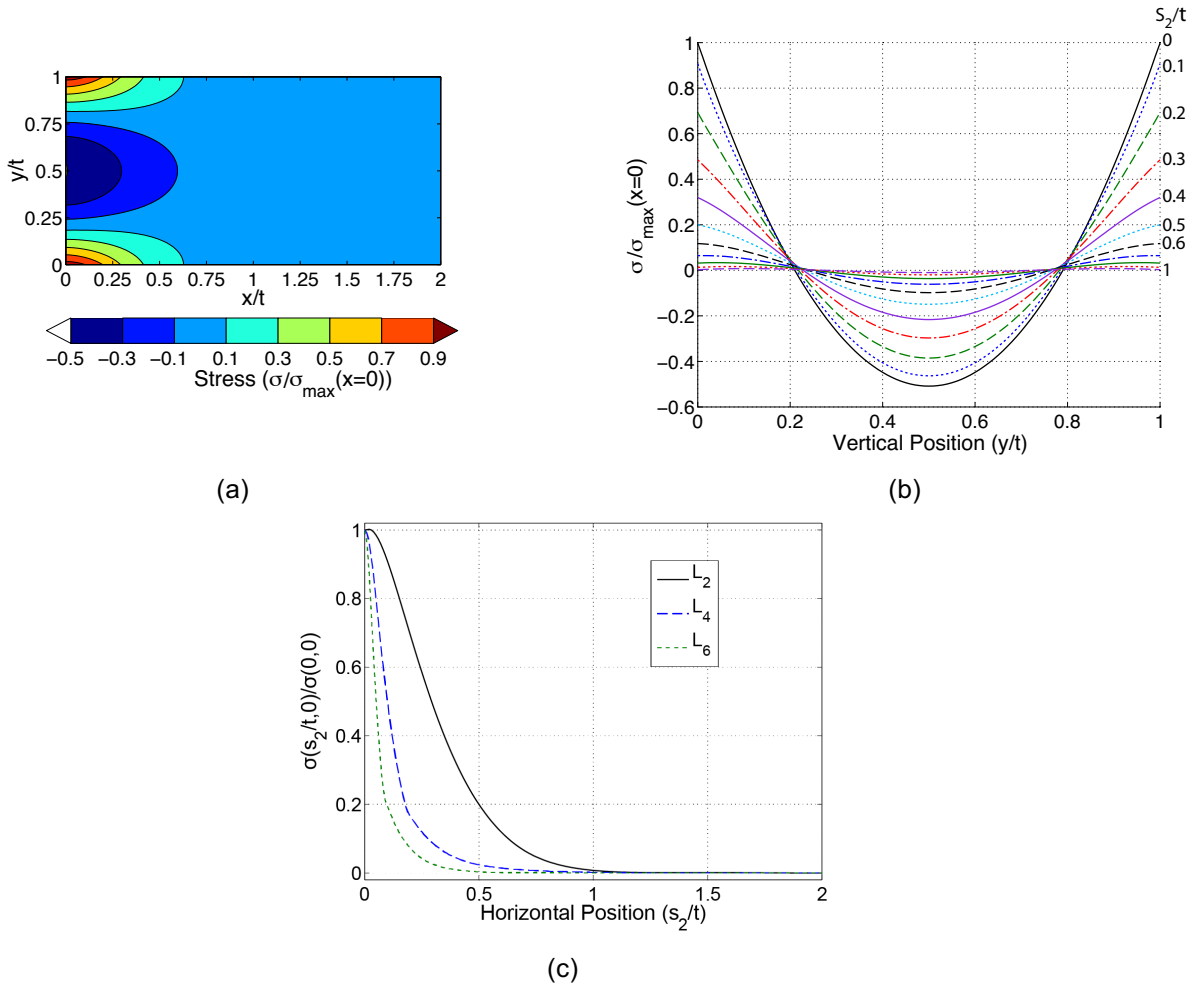 1
0.75
0.5
0.25
0
y/t
0 0.25 0.5 0.75 1 1.25 1.5 1.75 2
x/t
−0.5 −0.3 −0.1 0.1 0.3 0.5 0.7 0.9
Stress (σ/σmax(x=0))
(a)
S2/t
1
0.8
0.6
0.4
0.2
0
−0.2
−0.4
−0.6
σ/σmax(x=0)
0
0.1
0.2
0.3
0.4
0.5
0.6
1
0 0.2 0.4 0.6 0.8 1
Vertical Position (y/t)
(b)
1
0.8
0.6
0.4
0.2
0
σ(s2/t,0)/σ(0,0)
L2
L4
L6
0 0.5 1 1.5 2
Horizontal Position (s2/t)
(c)